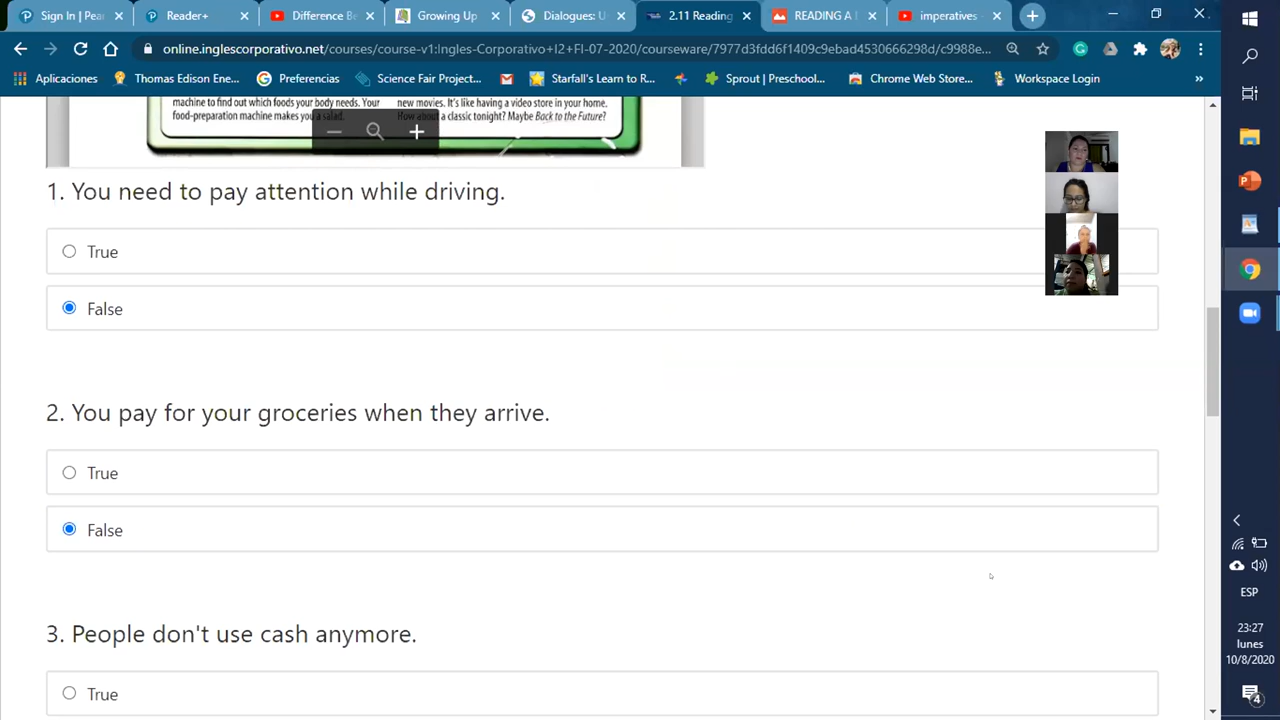 Sign In | Pear
Reader+
Difference Be
Growing Up
Dialogues: U
2.11 Reading
READING A
imperatives
online.inglescorporativo.net/courses/course-v1:Ingles-Corporativo+I2+FI-07-2020/courseware/7977d3fdd6f1409c9ebad4530666298d/c9988e...
Aplicaciones
Thomas Edison Ene...
Preferencias
Science Fair Project...
Starfall's Learn to R...
Sprout | Preschool...
Chrome Web Store...
Workspace Login
»
machine to find out which foods your body needs. Your
food-preparation machine makes you a salad.
new movies. It's like having a video store in your home.
How about a classic tonight? Maybe Back to the Future?
1. You need to pay attention while driving.
True
False
2. You pay for your groceries when they arrive.
True
False
3. People don't use cash anymore.
True
ESP
23:27
lunes
10/8/2020
4